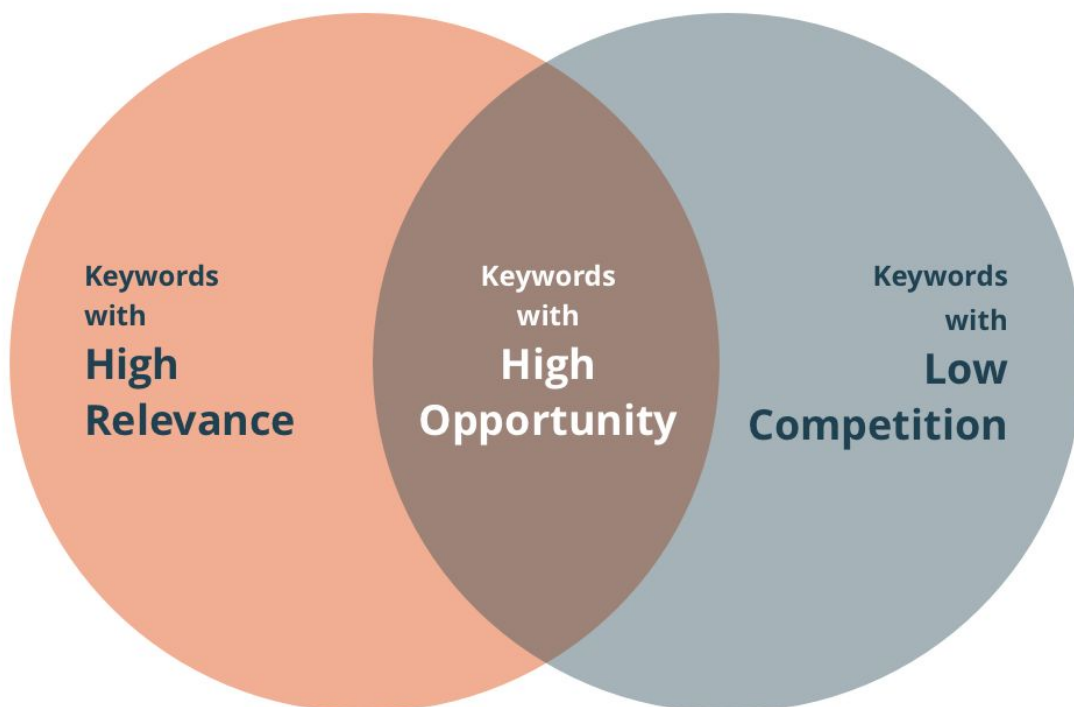 Keywords
with
High
Relevance
Keywords
with
High
Opportunity
Keywords
with
Low
Competition